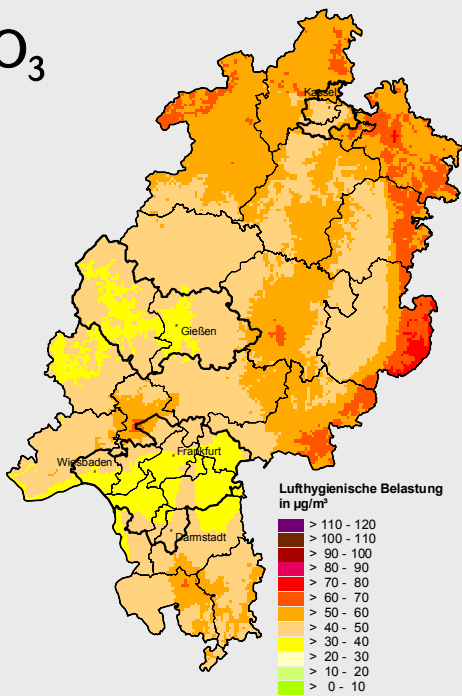 O₃
Kassel
Gießen
Wiesbaden
Frankfurt
Darmstadt
Lufthygienische Belastung
in µg/m³
> 110 - 120
> 100 - 110
> 90 - 100
> 80 - 90
> 70 - 80
> 60 - 70
> 50 - 60
> 40 - 50
> 30 - 40
> 20 - 30
> 10 - 20
> 0 - 10